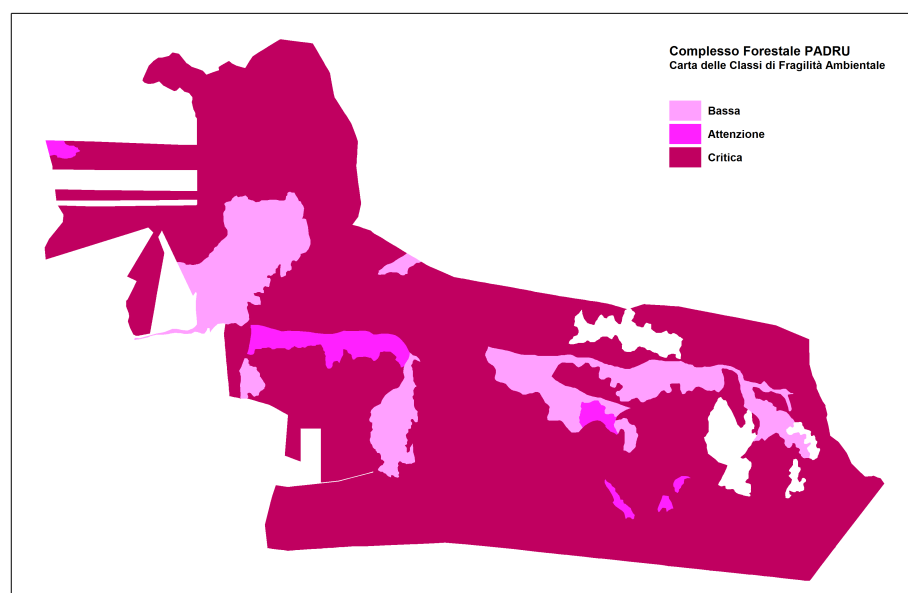 Complesso Forestale PADRU
Carta delle Classi di Fragilità Ambientale
Bassa
Attenzione
Critica